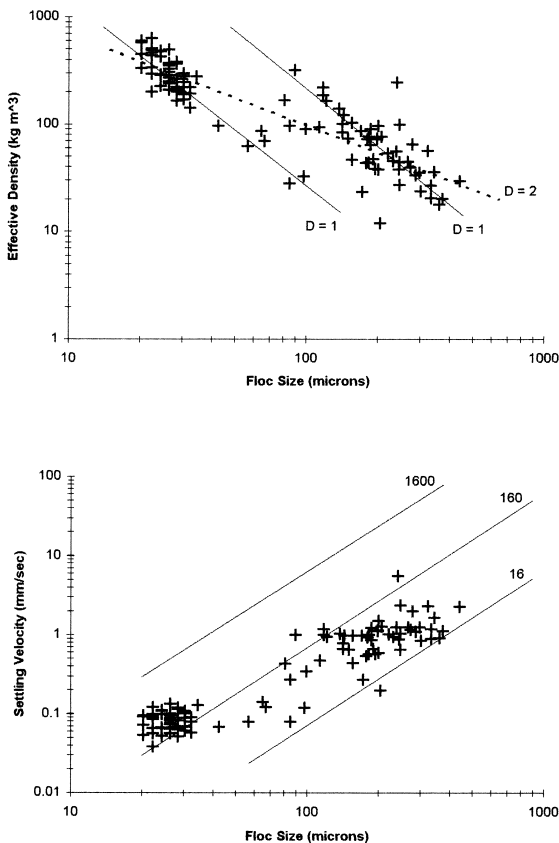 1000
100
10
1
Effective Density (kg m^3)
D = 2
D = 1
D = 1
10
100
1000
Floc Size (microns)
100
10
1
0.1
0.01
Settling Velocity (mm/sec)
1600
160
16
10
100
1000
Floc Size (microns)